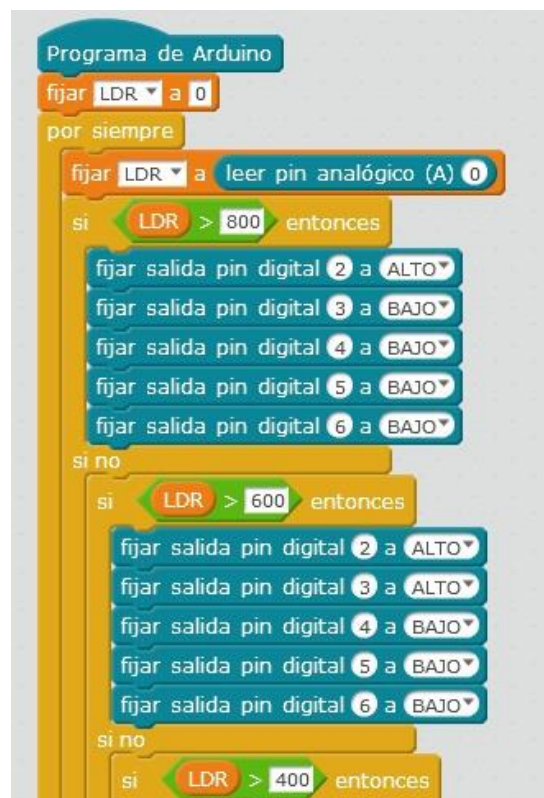 Programa de Arduino
fijar LDR a 0
por siempre
fijar LDR a leer pin analógico (A) 0
si LDR > 800 entonces
fijar salida pin digital 2 a ALTO
fijar salida pin digital 3 a BAJO
fijar salida pin digital 4 a BAJO
fijar salida pin digital 5 a BAJO
fijar salida pin digital 6 a BAJO
si no
si LDR > 600 entonces
fijar salida pin digital 2 a ALTO
fijar salida pin digital 3 a ALTO
fijar salida pin digital 4 a BAJO
fijar salida pin digital 5 a BAJO
fijar salida pin digital 6 a BAJO
si no
si LDR > 400 entonces